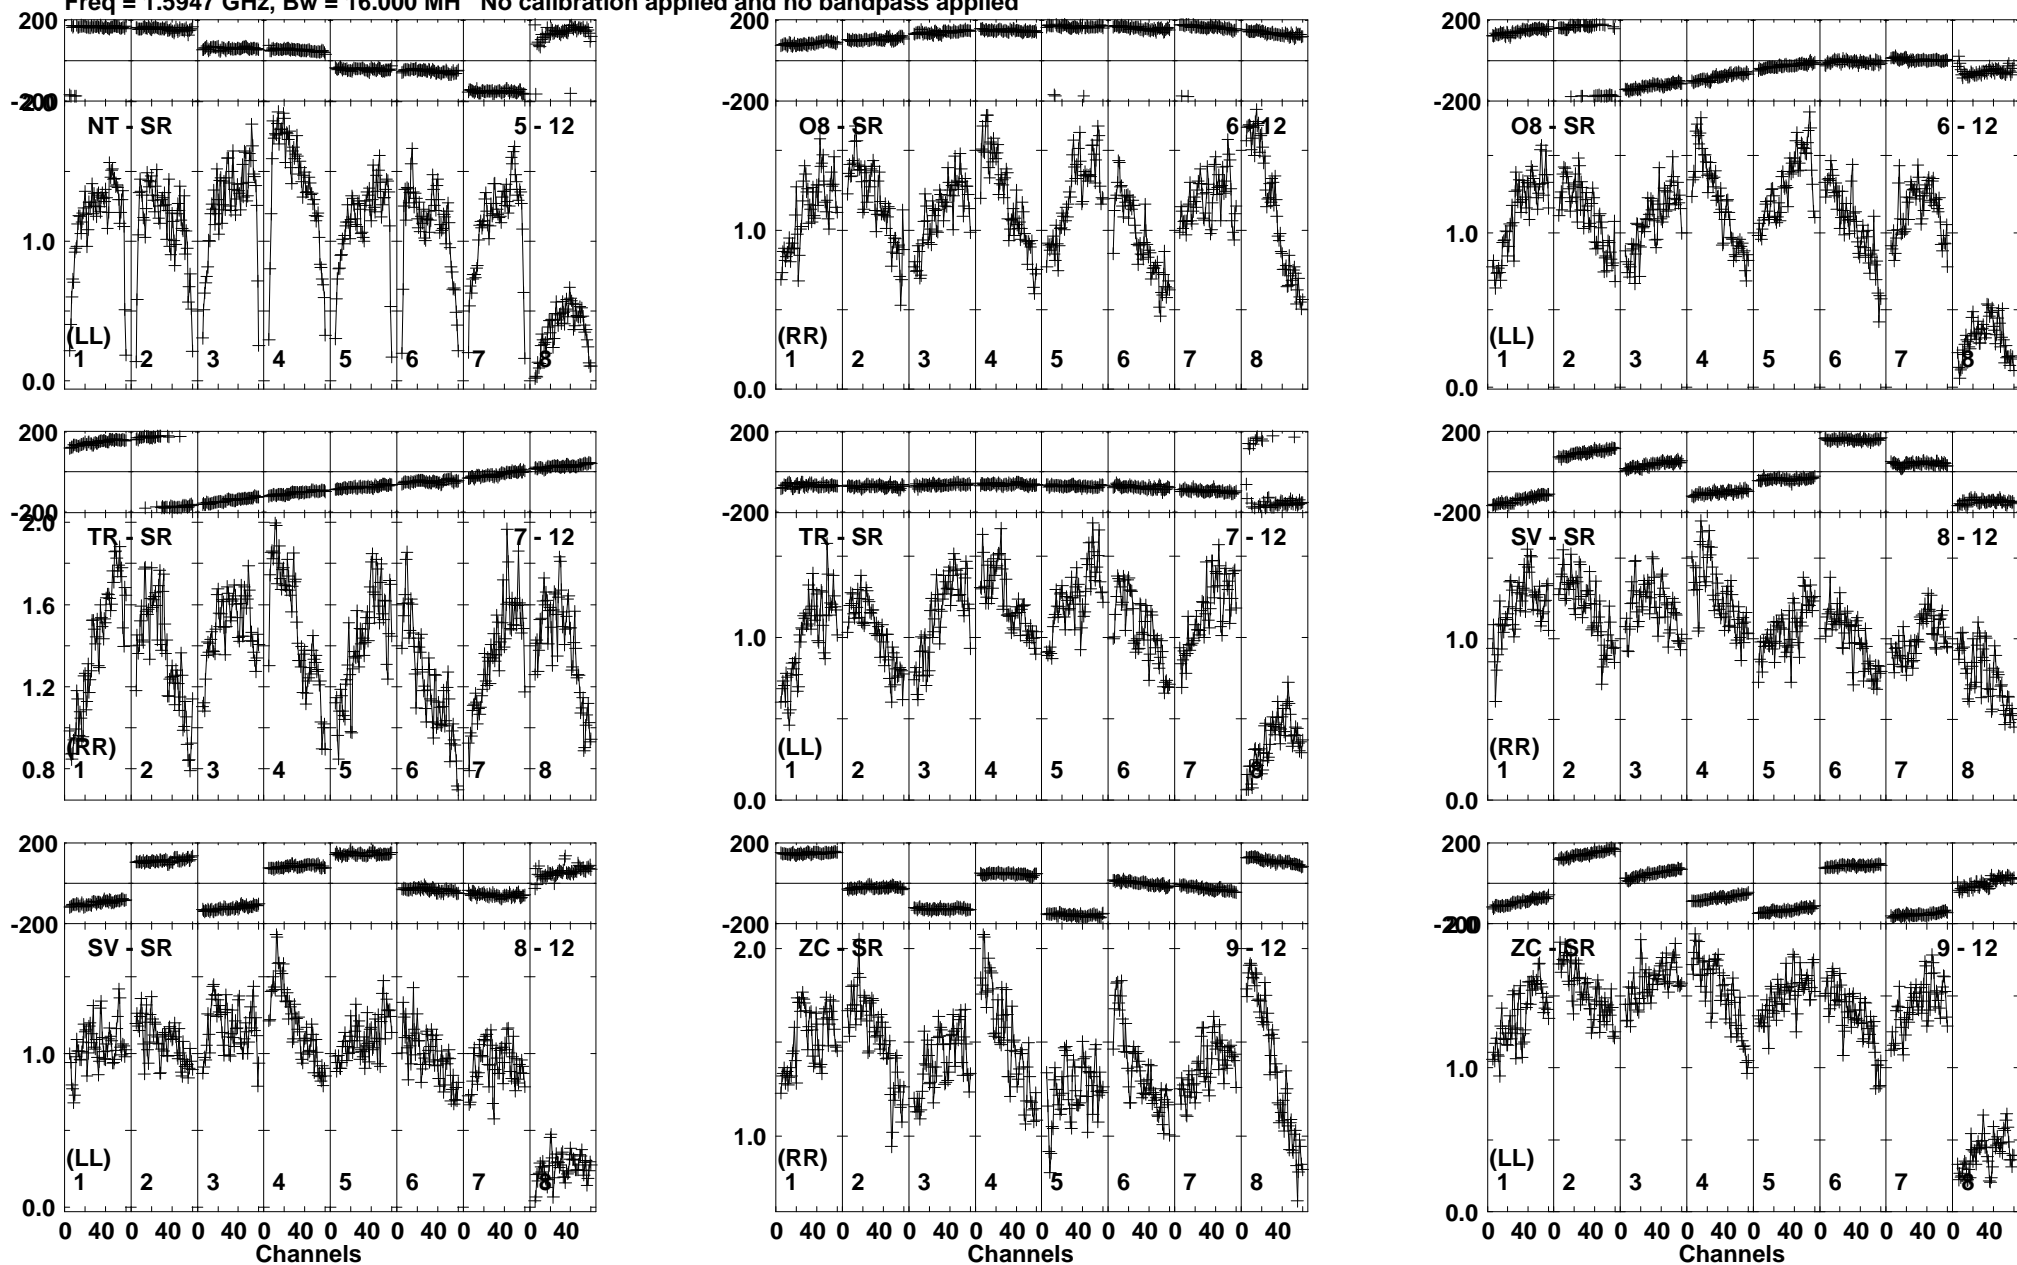 Freq = 1.5947 GHz, Bw = 16.000 MH No calibration applied and no bandpass applied
200 200 200
-200 -200 -200
2.0
NT - SR 5 - 12 O8 - SR 6 - 12 O8 - SR 6 - 12
1.0 1.0 1.0
(LL) (RR) (LL)
1 2 3 4 5 6 7 8 1 2 3 4 5 6 7 8 1 2 3 4 5 6 7 8
0.0 0.0 0.0
200 200 200
-200 -200 -200
2.0
TR - SR 7 - 12 TR - SR 7 - 12 SV - SR 8 - 12
1.6
1.0 1.0
1.2
(RR) (LL) (RR)
0.8
1 2 3 4 5 6 7 8 1 2 3 4 5 6 7 8 1 2 3 4 5 6 7 8
0.0 0.0
200 200 200
-200 -200 -200
2.0
SV - SR 8 - 12 ZC - SR 9 - 12 ZC - SR 9 - 12
2.0
1.0 1.0 1.0
(LL) (RR) (LL)
1 2 3 4 5 6 7 8 1 2 3 4 5 6 7 8 1 2 3 4 5 6 7 8
0.0 0.0
0 40 0 40 0 40 0 40 0 40 0 40 0 40 0 40 0 40 0 40 0 40 0 40 0 40 0 40 0 40 0 40 0 40 0 40 0 40 0 40 0 40 0 40 0 40 0 40
Channels Channels Channels